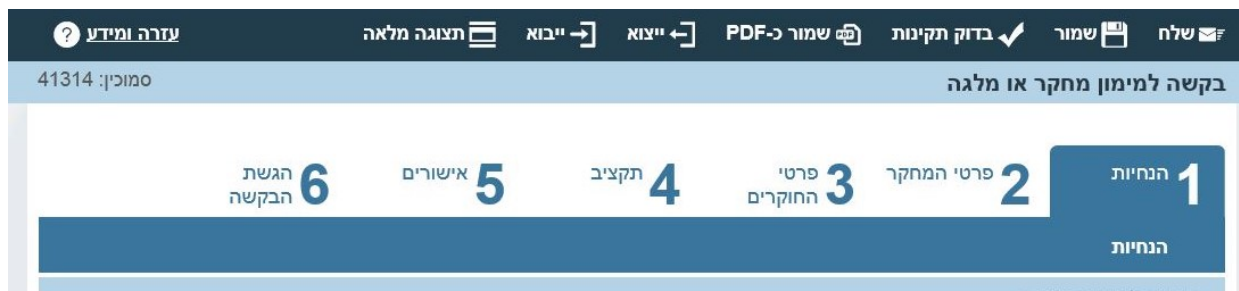 שלח שמור בדוק תקינות שמור כ-PDF ייצוא ייבוא תצוגה מלאה עזרה ומידע ?
בקשה למימון מחקר או מלגה סמוכין: 41314
1 הנחיות
2 פרטי המחקר
3 פרטי
החוקרים
4 תקציב
5 אישורים
6 הגשת
הבקשה
הנחיות